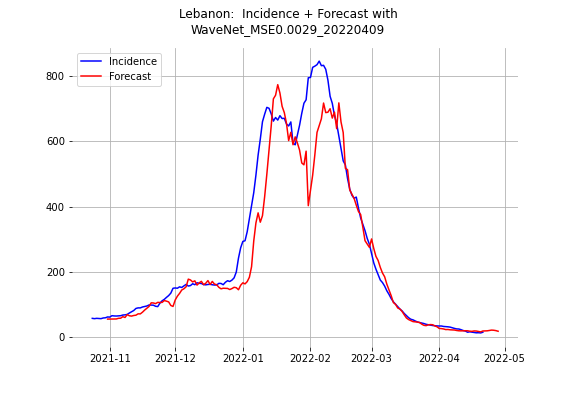 Lebanon:  Incidence + Forecast with
WaveNet_MSE0.0029_20220409
Incidence
Forecast
800
600
400
200
0
2021-11 2021-12 2022-01 2022-02 2022-03 2022-04 2022-05